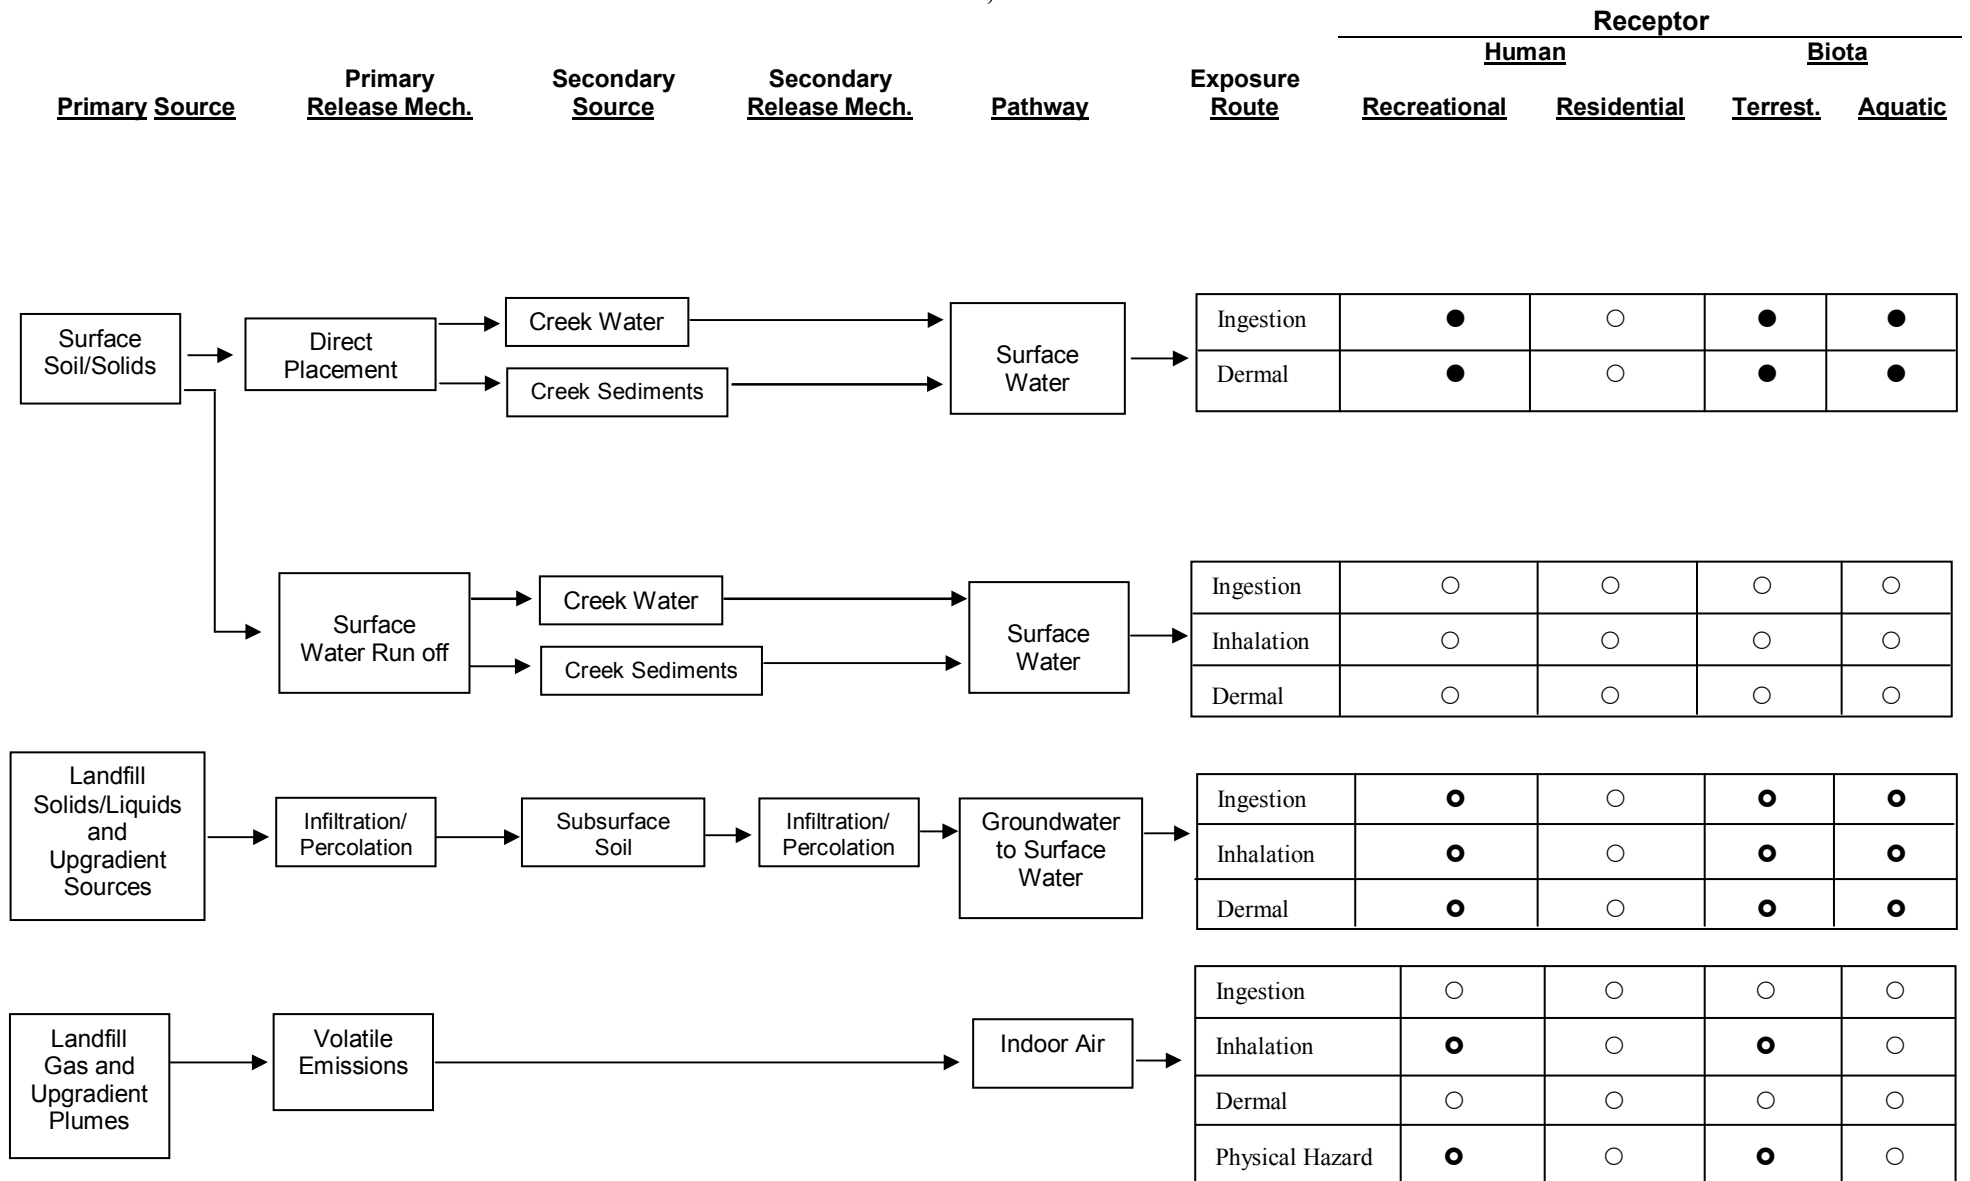 Receptor
Human Biota
Primary Source
Primary
Release Mech.
Secondary
Source
Secondary
Release Mech.
Pathway
Exposure
Route
Recreational Residential Terrest. Aquatic
Surface
Soil/Solids
Direct
Placement
Creek Water
Creek Sediments
Surface
Water
Ingestion ● ○ ● ●
Dermal ● ○ ● ●
Surface
Water Run off
Creek Water
Creek Sediments
Surface
Water
Ingestion ○ ○ ○ ○
Inhalation ○ ○ ○ ○
Dermal ○ ○ ○ ○
Landfill
Solids/Liquids
and
Upgradient
Sources
Infiltration/
Percolation
Subsurface
Soil
Infiltration/
Percolation
Groundwater
to Surface
Water
Ingestion
Inhalation
Dermal
Landfill
Gas and
Upgradient
Plumes
Volatile
Emissions
Indoor Air
Ingestion
Inhalation
Dermal
Physical Hazard